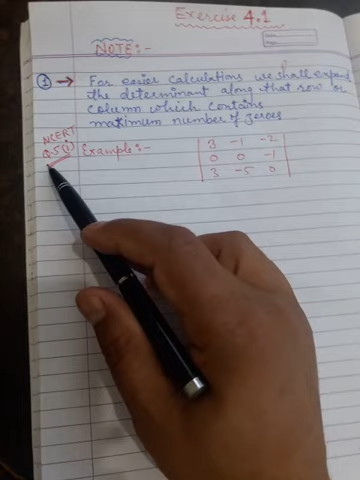 Exercise 4.1
NOTE:-
1 → For easier calculations we shall expand
the determinant along that row or
column which contains
maximum number of zeroes
NCERT
Q.5(i) Example:-
3 -1 -2
0 0 -1
3 -5 0